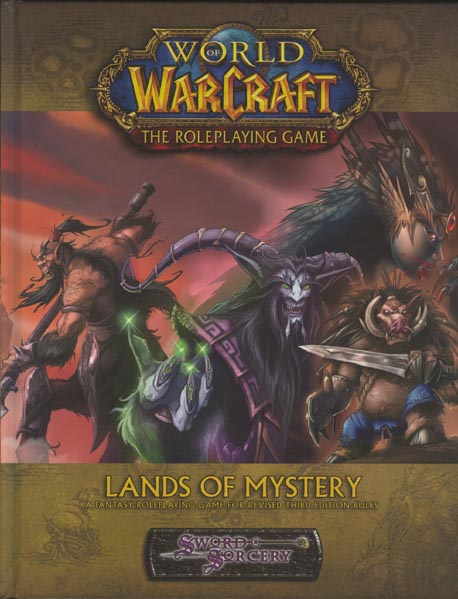 WORLD
OF
WARCRAFT
THE ROLEPLAYING GAME
LANDS OF MYSTERY
A FANTASY ROLEPLAYING GAME FOR REVISED THIRD EDITION RULES
SWORD &
SORCERY